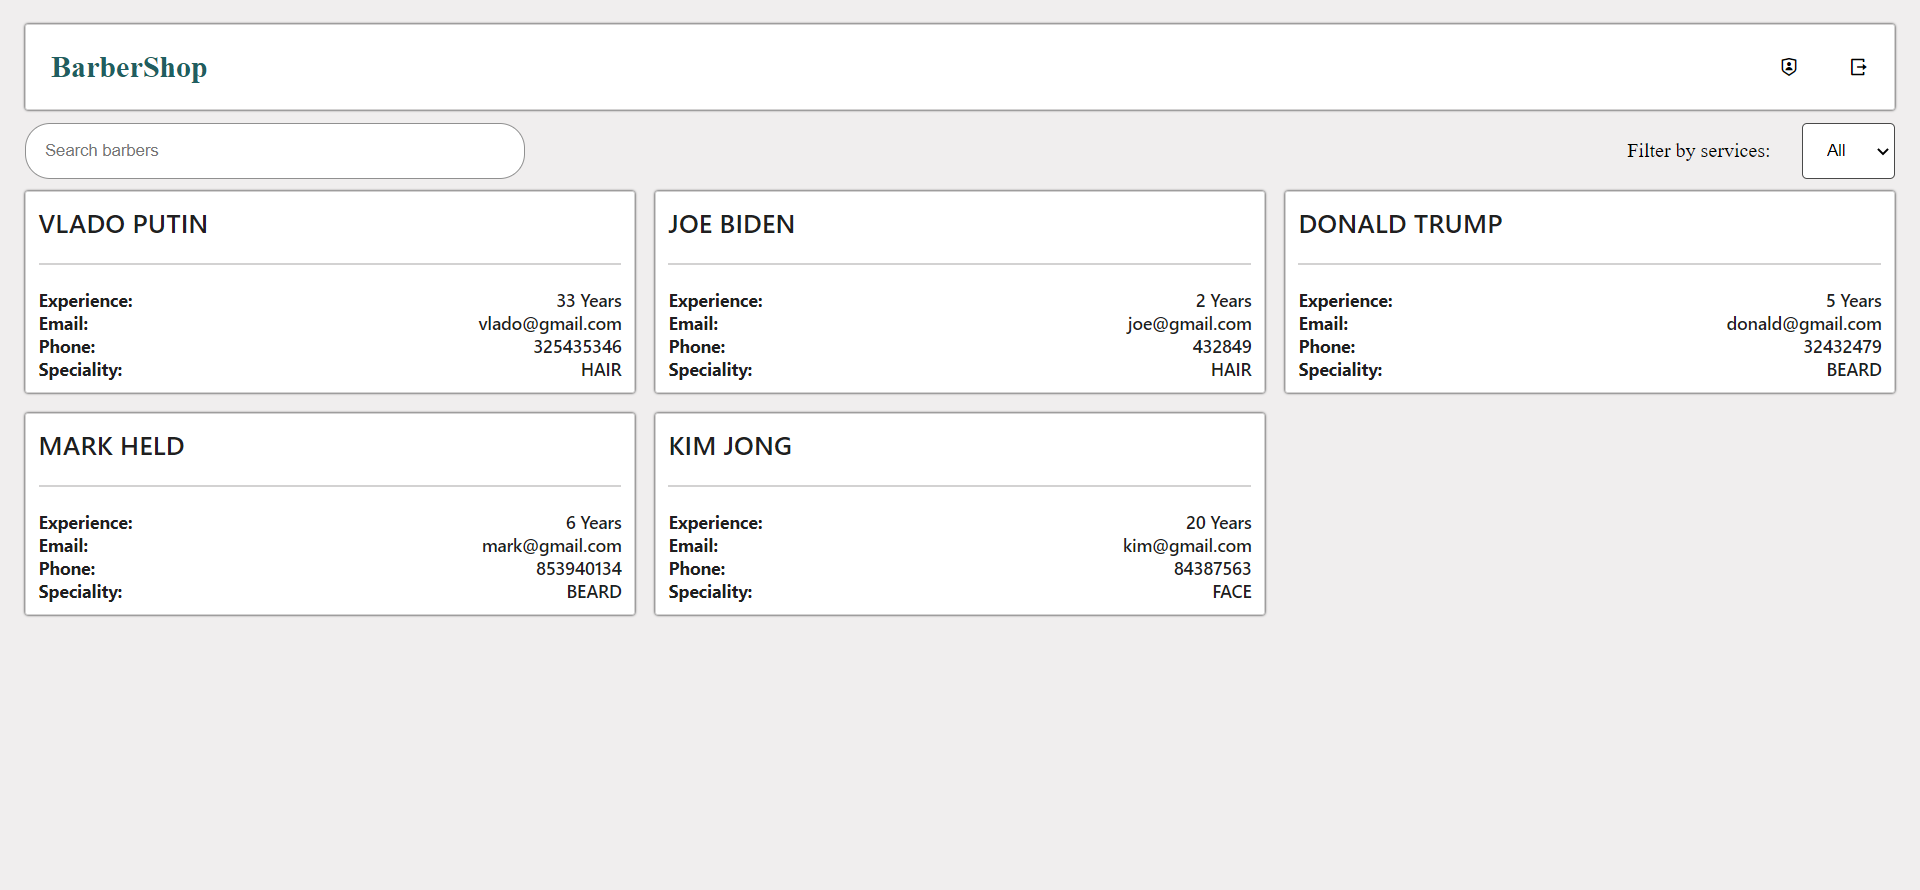 BarberShop
Search barbers
Filter by services:
All
VLADO PUTIN
Experience: 33 Years
Email: vlado@gmail.com
Phone: 325435346
Speciality: HAIR
JOE BIDEN
Experience: 2 Years
Email: joe@gmail.com
Phone: 432849
Speciality: HAIR
DONALD TRUMP
Experience: 5 Years
Email: donald@gmail.com
Phone: 32432479
Speciality: BEARD
MARK HELD
Experience: 6 Years
Email: mark@gmail.com
Phone: 853940134
Speciality: BEARD
KIM JONG
Experience: 20 Years
Email: kim@gmail.com
Phone: 84387563
Speciality: FACE